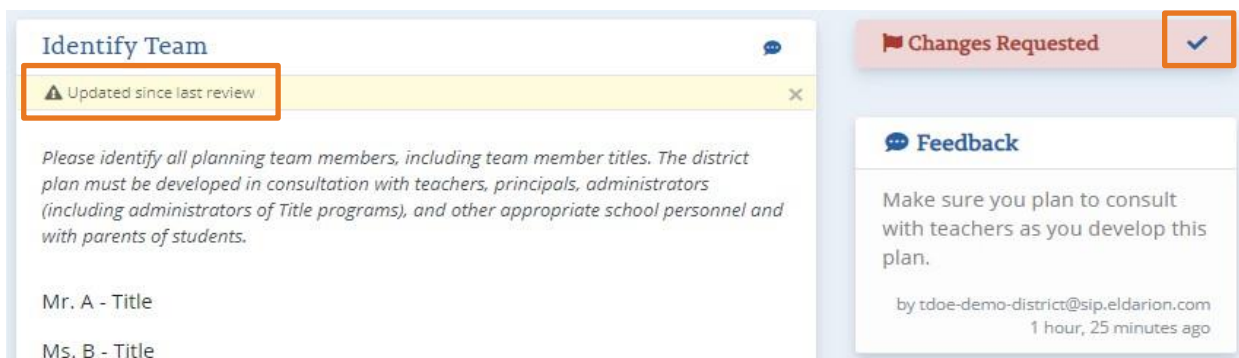 Identify Team
Updated since last review
Please identify all planning team members, including team member titles. The district
plan must be developed in consultation with teachers, principals, administrators
(including administrators of Title programs), and other appropriate school personnel and
with parents of students.
Mr. A - Title
Ms. B - Title
Changes Requested
Feedback
Make sure you plan to consult
with teachers as you develop this
plan.
by tdoe-demo-district@sip.eldarion.com
1 hour, 25 minutes ago